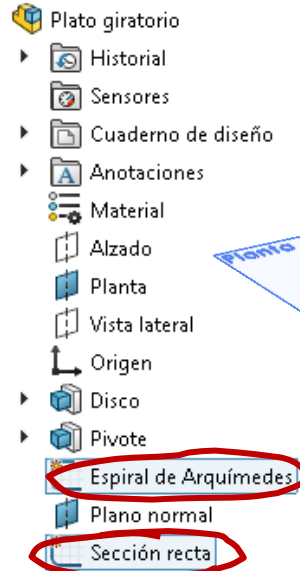 Plato giratorio
Historial
Sensores
Cuaderno de diseño
A Anotaciones
Material
Alzado
Planta
Planta
Vista lateral
Origen
Disco
Pivote
Espiral de Arquímedes
Plano normal
Sección recta